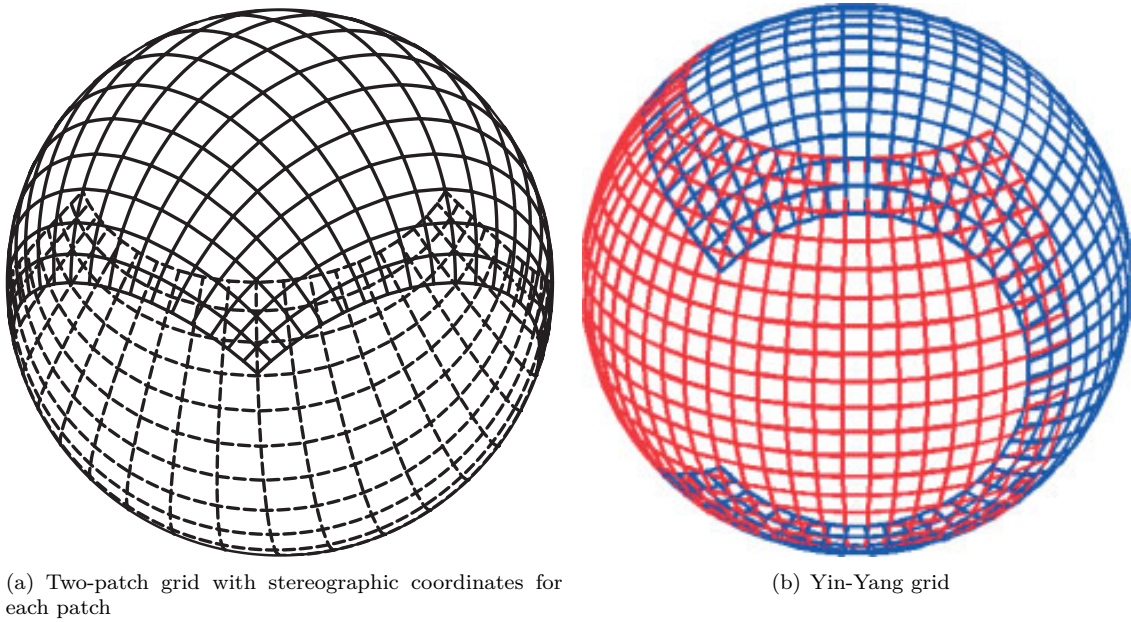 (a) Two-patch grid with stereographic coordinates for
each patch
(b) Yin-Yang grid